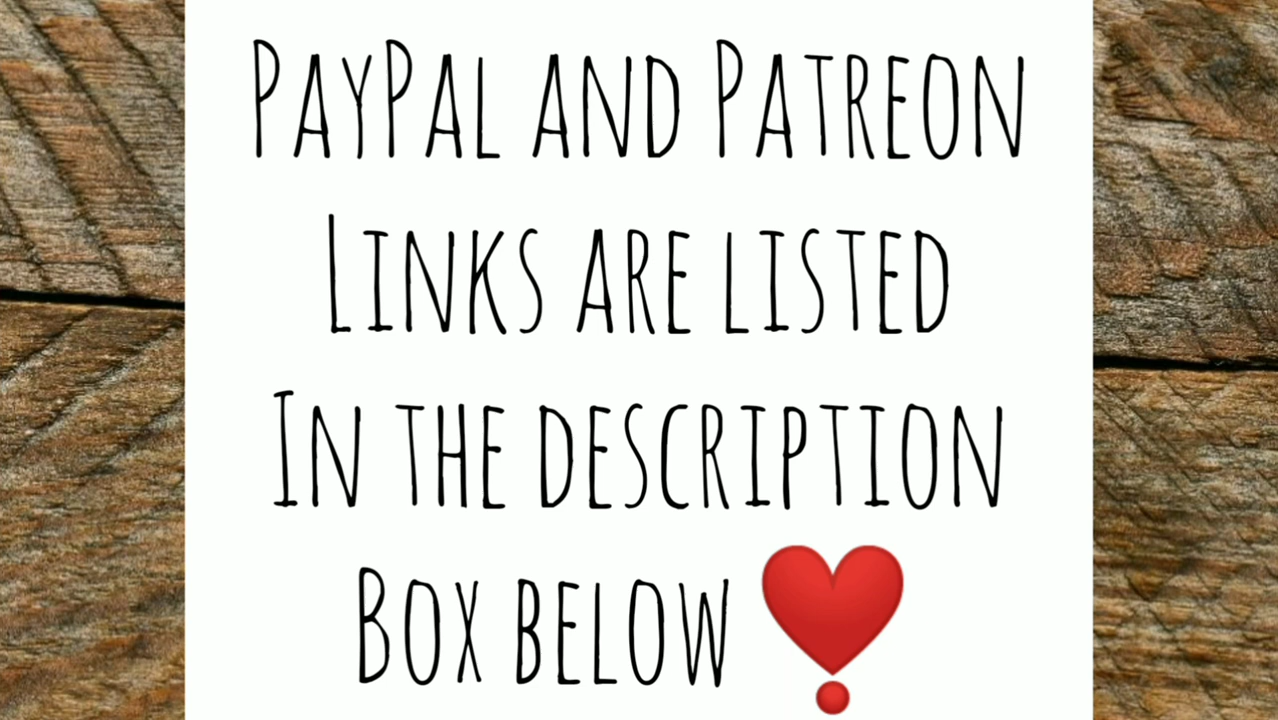 PayPal and Patreon
Links are listed
In the description
Box below ❣️